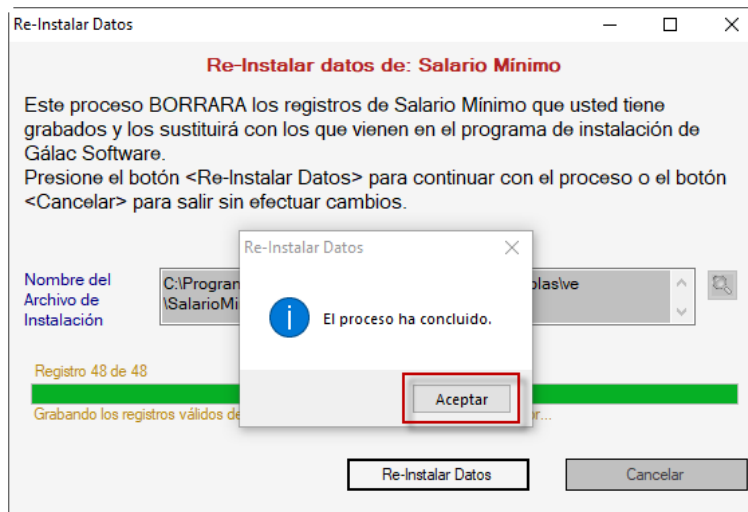 Re-Instalar Datos
Re-Instalar datos de: Salario Mínimo
Este proceso BORRARA los registros de Salario Mínimo que usted tiene
grabados y los sustituirá con los que vienen en el programa de instalación de
Gálac Software.
Presione el botón <Re-Instalar Datos> para continuar con el proceso o el botón
<Cancelar> para salir sin efectuar cambios.
Re-Instalar Datos
Nombre del
Archivo de
Instalación
C:\Program
plas\ve
\SalarioMi
El proceso ha concluido.
Registro 48 de 48
Aceptar
Grabando los registros válidos de
r...
Re-Instalar Datos
Cancelar